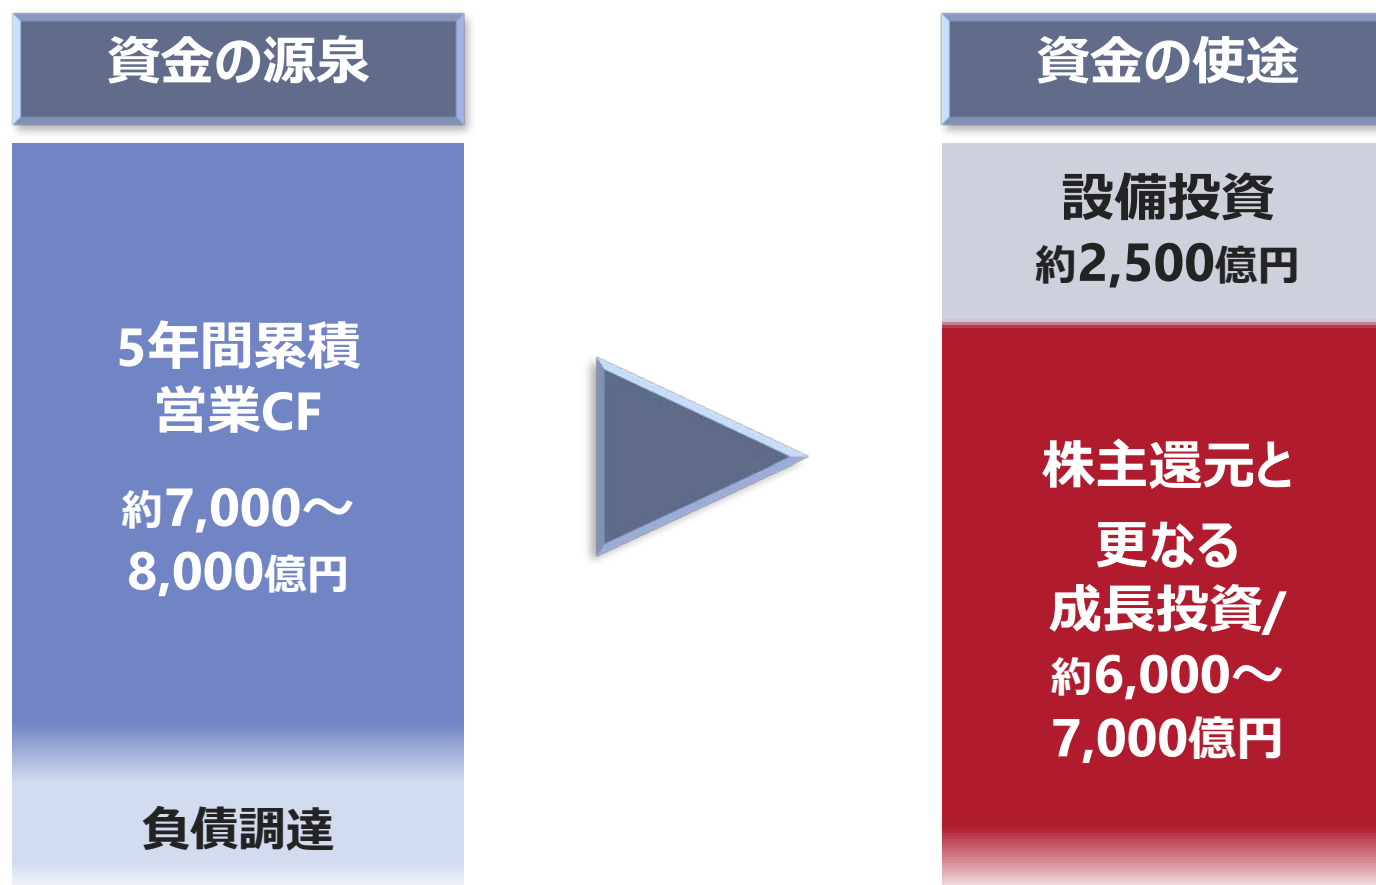 資金の源泉
5年間累積
営業CF
約7,000～
8,000億円
負債調達
資金の使途
設備投資
約2,500億円
株主還元と
更なる
成長投資/
約6,000～
7,000億円